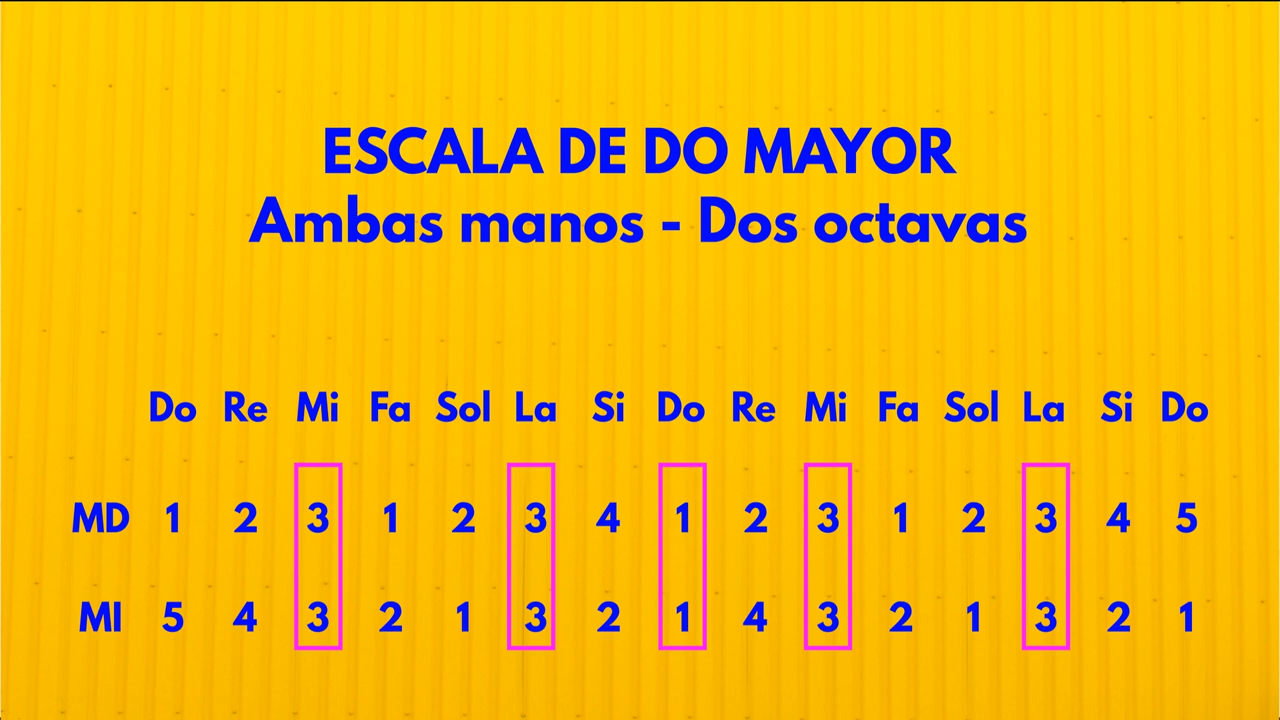 ESCALA DE DO MAYOR
Ambas manos - Dos octavas
Do Re Mi Fa Sol La Si Do Re Mi Fa Sol La Si Do
MD 1 2 3 1 2 3 4 1 2 3 1 2 3 4 5
MI 5 4 3 2 1 3 2 1 4 3 2 1 3 2 1